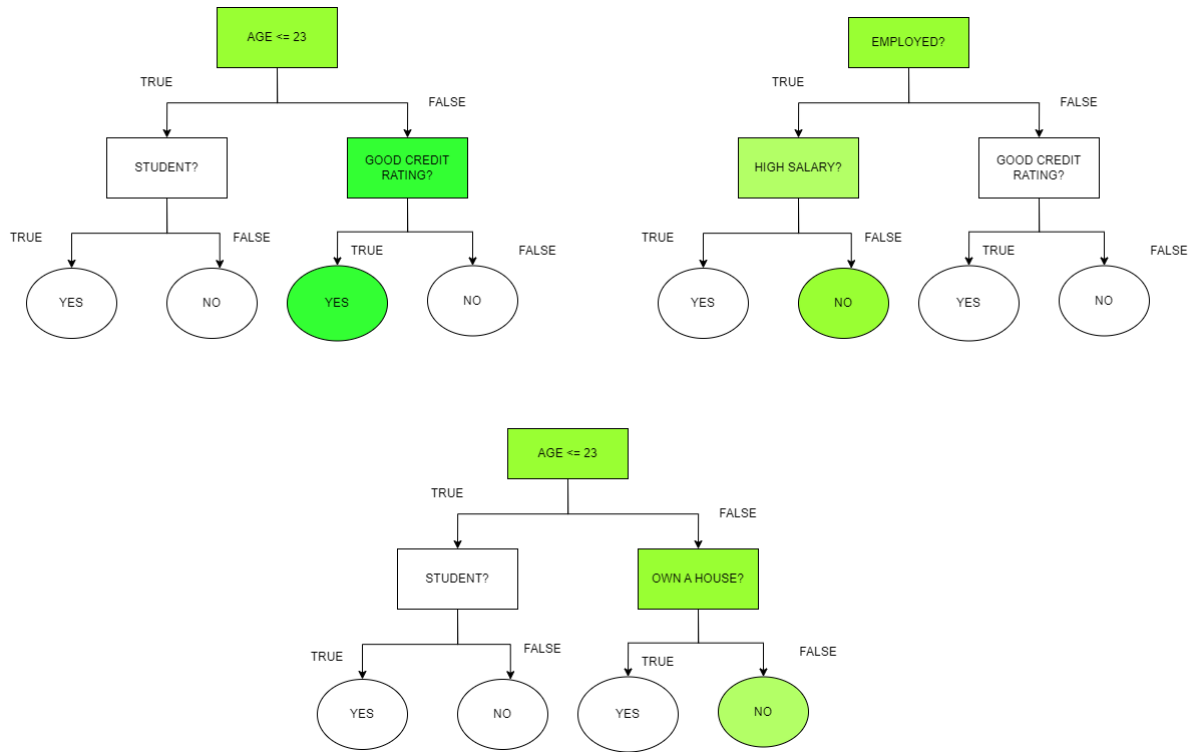 AGE <= 23
TRUE
FALSE
STUDENT?
GOOD CREDIT
RATING?
TRUE
FALSE
TRUE
FALSE
YES
NO
YES
NO
EMPLOYED?
TRUE
FALSE
HIGH SALARY?
GOOD CREDIT
RATING?
TRUE
FALSE
TRUE
FALSE
YES
NO
YES
NO
AGE <= 23
TRUE
FALSE
STUDENT?
OWN A HOUSE?
TRUE
FALSE
TRUE
FALSE
YES
NO
YES
NO